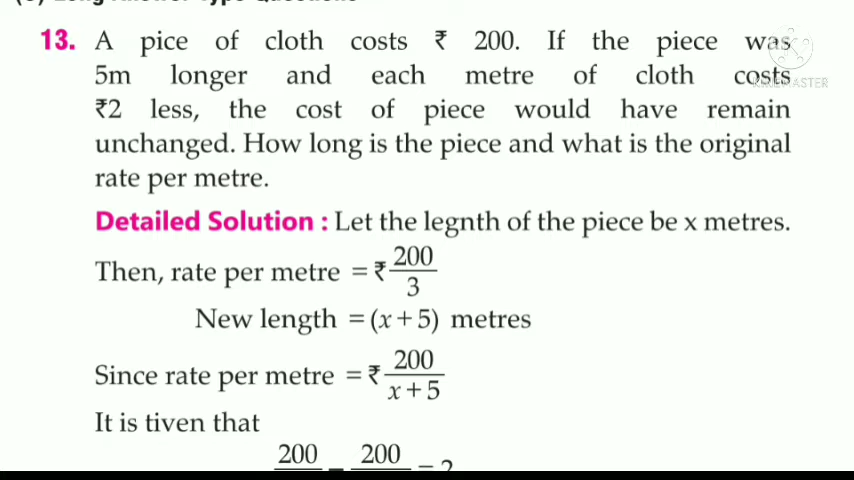 13. A pice of cloth costs ₹ 200. If the piece was
5m longer and each metre of cloth costs
₹2 less, the cost of piece would have remain
unchanged. How long is the piece and what is the original
rate per metre.
Detailed Solution : Let the legnth of the piece be x metres.
Then, rate per metre = ₹ 200/3
New length = (x + 5) metres
Since rate per metre = ₹ 200/x + 5
It is tiven that
200 – 200 = 2